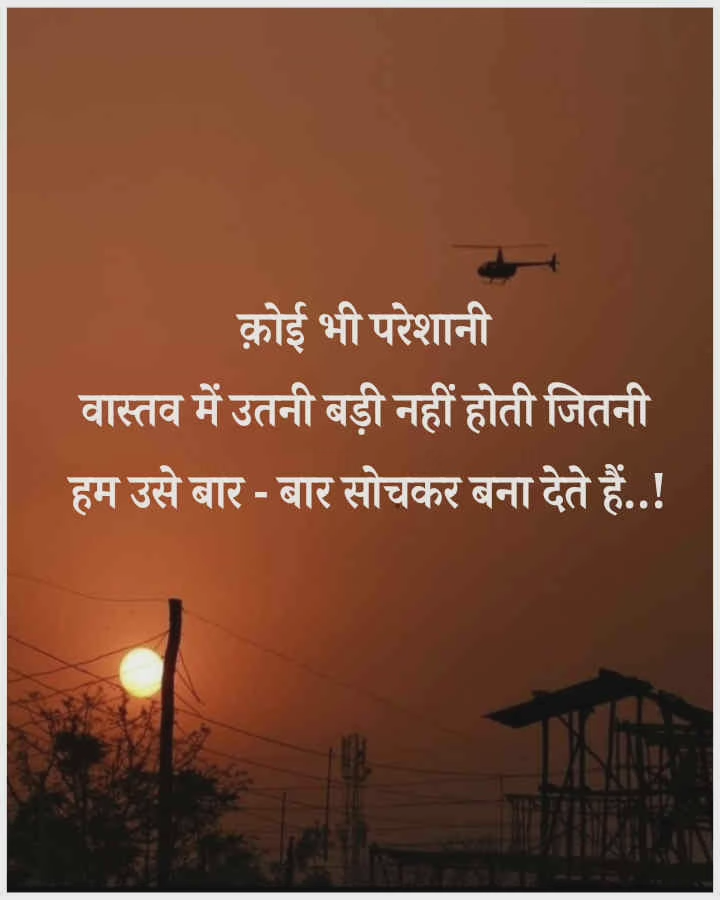 क़ोई भी परेशानी
वास्तव में उतनी बड़ी नहीं होती जितनी
हम उसे बार - बार सोचकर बना देते हैं..!